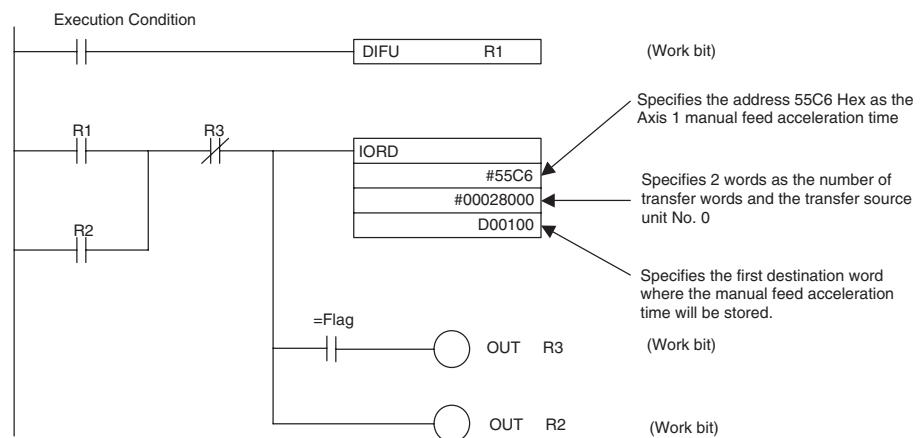 Execution Condition
DIFU R1
(Work bit)
Specifies the address 55C6 Hex as the
Axis 1 manual feed acceleration time
R1
R3
IORD
#55C6
#00028000
D00100
Specifies 2 words as the number of
transfer words and the transfer source
unit No. 0
R2
Specifies the first destination word
where the manual feed acceleration
time will be stored.
=Flag
OUT R3
(Work bit)
OUT R2
(Work bit)